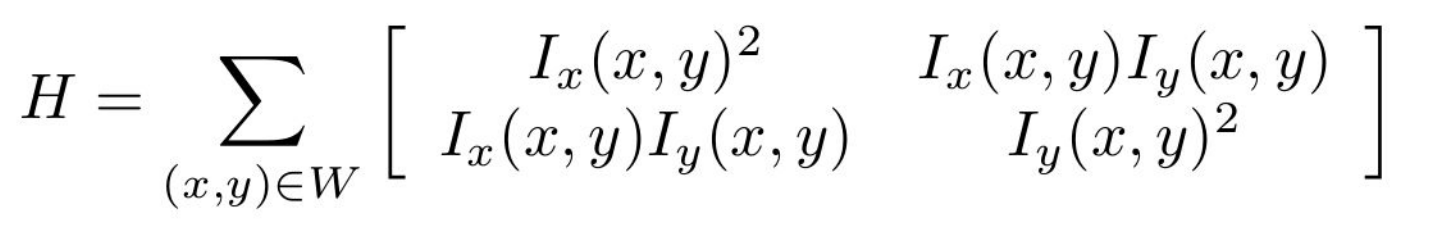 H = \sum_{(x,y) \in W} \begin{bmatrix} I_x(x,y)^2 & I_x(x,y)I_y(x,y) \\ I_x(x,y)I_y(x,y) & I_y(x,y)^2 \end{bmatrix}